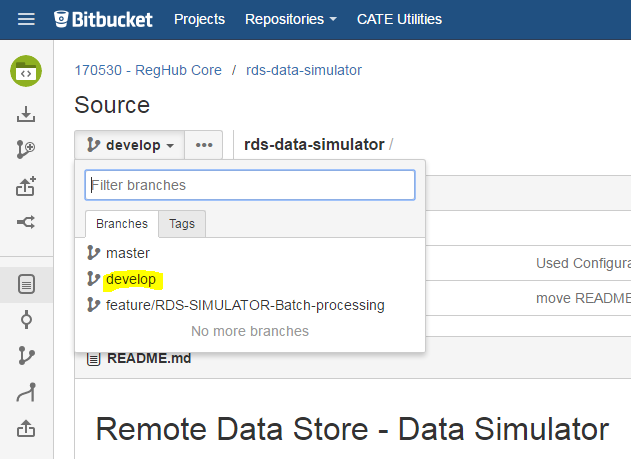 Bitbucket Projects Repositories CATE Utilities
170530 - RegHub Core / rds-data-simulator
Source
develop ••• rds-data-simulator /
Filter branches
Branches Tags
master
develop
Used Configura
feature/RDS-SIMULATOR-Batch-processing
move README
No more branches
README.md
Remote Data Store - Data Simulator